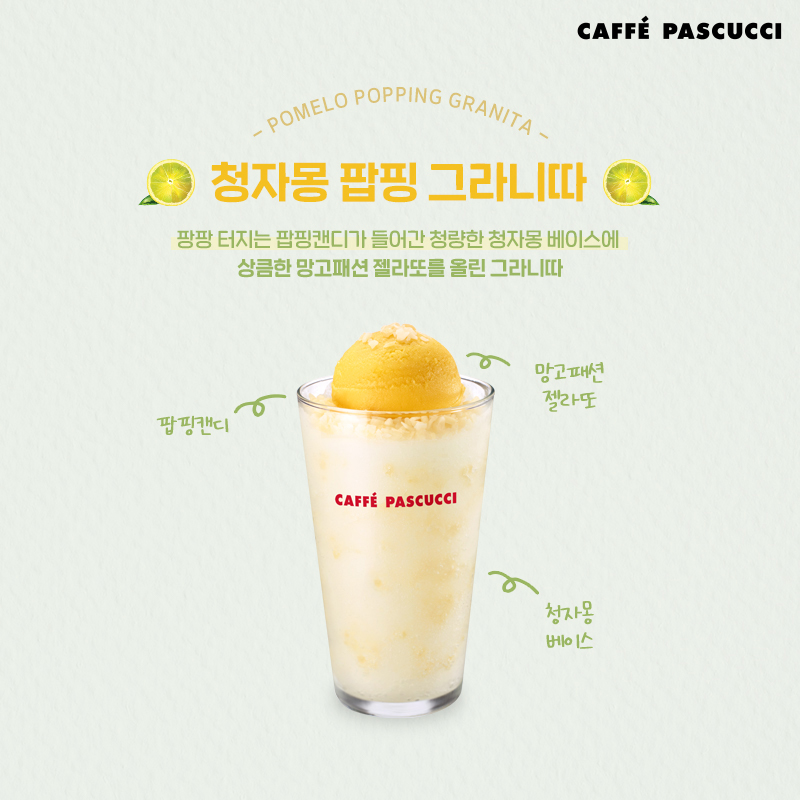 CAFFÉ PASCUCCI
– POMELO POPPING GRANITA –
청자몽 팝핑 그라니따
팡팡 터지는 팝핑캔디가 들어간 청량한 청자몽 베이스에
상큼한 망고패션 젤라또를 올린 그라니따
망고패션
젤라또
팝핑캔디
CAFFÉ PASCUCCI
청자몽
베이스